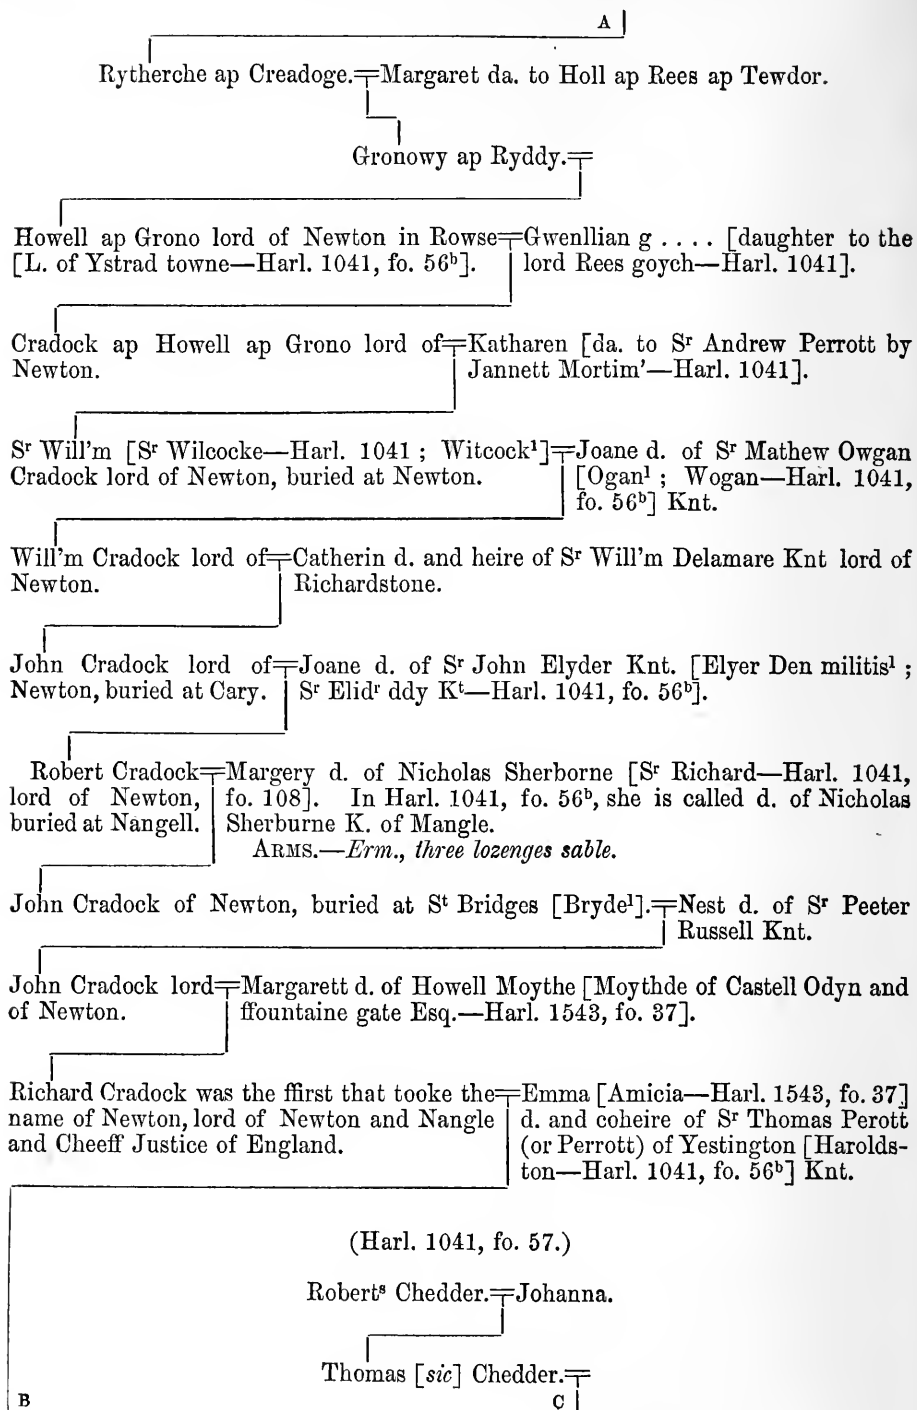 A
Rytherche ap Creadoge.╤Margaret da. to Holl ap Rees ap Tewdor.
Gronowy ap Ryddy.╤
Howell ap Grono lord of Newton in Rowse╤Gwenllian g . . . . [daughter to the
[L. of Ystrad towne—Harl. 1041, fo. 56ᵇ]. lord Rees goych—Harl. 1041].
Cradock ap Howell ap Grono lord of╤Katharen [da. to Sʳ Andrew Perrott by
Newton. Jannett Mortim'—Harl. 1041].
Sʳ Will'm [Sʳ Wilcocke—Harl. 1041 ; Witcock¹]╤Joane d. of Sʳ Mathew Owgan
Cradock lord of Newton, buried at Newton. [Ogan¹ ; Wogan—Harl. 1041,
fo. 56ᵇ] Knt.
Will'm Cradock lord of╤Catherin d. and heire of Sʳ Will'm Delamare Knt lord of
Newton. Richardstone.
John Cradock lord of╤Joane d. of Sʳ John Elyder Knt. [Elyer Den militis¹ ;
Newton, buried at Cary. Sʳ Elidʳ ddy Kᵗ—Harl. 1041, fo. 56ᵇ].
Robert Cradock╤Margery d. of Nicholas Sherborne [Sʳ Richard—Harl. 1041,
lord of Newton, fo. 108]. In Harl. 1041, fo. 56ᵇ, she is called d. of Nicholas
buried at Nangell. Sherburne K. of Mangle.
ARMS.—Erm., three lozenges sable.
John Cradock of Newton, buried at Sᵗ Bridges [Bryde¹].╤Nest d. of Sʳ Peeter
Russell Knt.
John Cradock lord╤Margarett d. of Howell Moythe [Moythde of Castell Odyn and
of Newton. ffountaine gate Esq.—Harl. 1543, fo. 37].
Richard Cradock was the ffirst that tooke the╤Emma [Amicia—Harl. 1543, fo. 37]
name of Newton, lord of Newton and Nangle d. and coheire of Sʳ Thomas Perott
and Cheeff Justice of England. (or Perrott) of Yestington [Harolds-
ton—Harl. 1041, fo. 56ᵇ] Knt.
(Harl. 1041, fo. 57.)
Robertˢ Chedder.╤Johanna.
Thomas [sic] Chedder.╤
B C